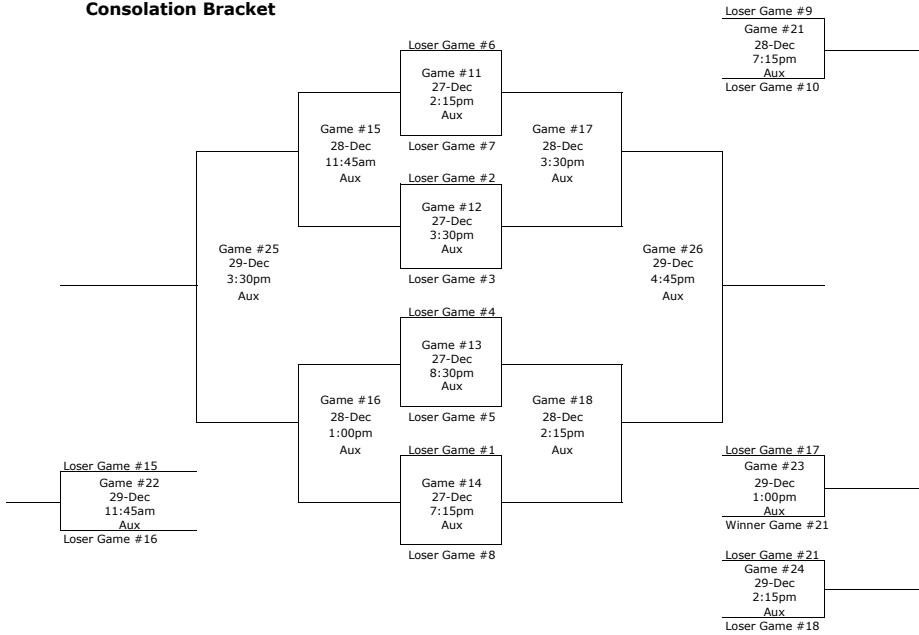 Consolation Bracket
Loser Game #9
Game #21
28-Dec
7:15pm
Aux
Loser Game #10
Loser Game #6
Game #11
27-Dec
2:15pm
Aux
Loser Game #7
Game #15
28-Dec
11:45am
Aux
Game #17
28-Dec
3:30pm
Aux
Loser Game #2
Game #12
27-Dec
3:30pm
Aux
Loser Game #3
Game #25
29-Dec
3:30pm
Aux
Game #26
29-Dec
4:45pm
Aux
Loser Game #4
Game #13
27-Dec
8:30pm
Aux
Loser Game #5
Game #16
28-Dec
1:00pm
Aux
Game #18
28-Dec
2:15pm
Aux
Loser Game #1
Game #14
27-Dec
7:15pm
Aux
Loser Game #8
Loser Game #15
Game #22
29-Dec
11:45am
Aux
Loser Game #16
Loser Game #17
Game #23
29-Dec
1:00pm
Aux
Winner Game #21
Loser Game #21
Game #24
29-Dec
2:15pm
Aux
Loser Game #18